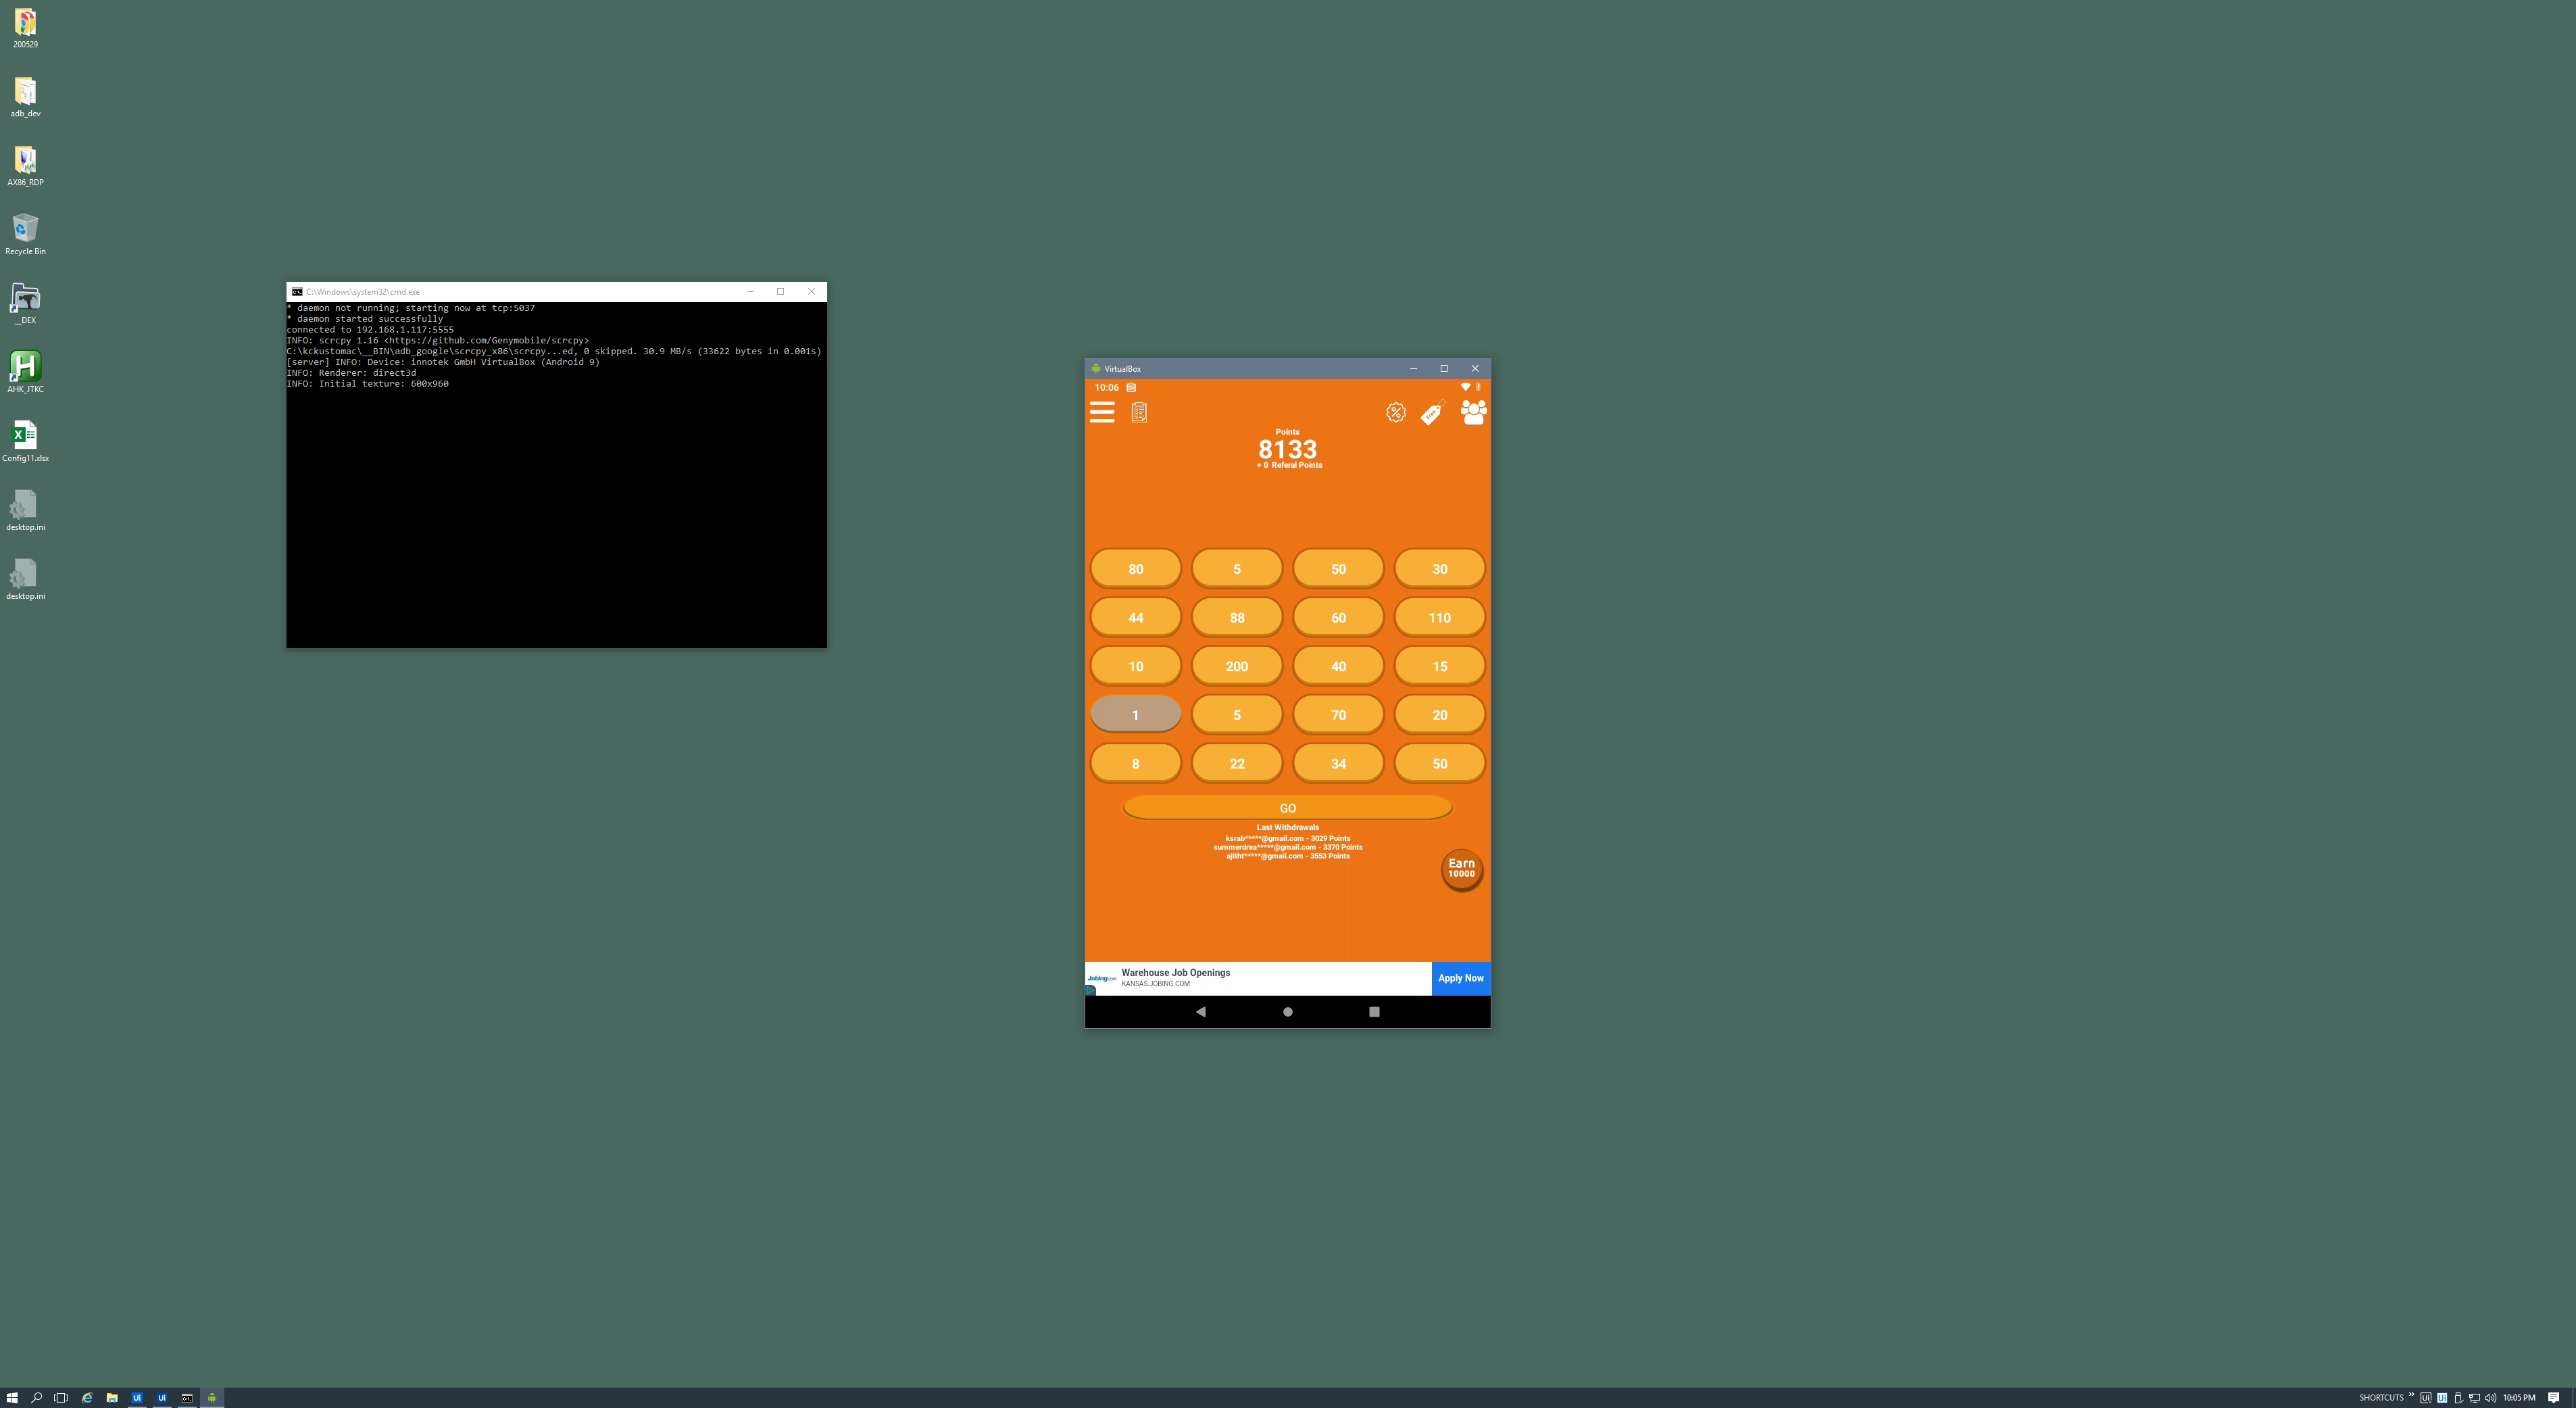 200529
adb_dev
AX86_RDP
Recycle Bin
__DEX
AHK_JTKC
Config11.xlsx
desktop.ini
desktop.ini
C:\Windows\system32\cmd.exe
* daemon not running; starting now at tcp:5037
* daemon started successfully
connected to 192.168.1.117:5555
INFO: scrcpy 1.16 <https://github.com/Genymobile/scrcpy>
C:\kckustomac\__BIN\adb_google\scrcpy_x86\scrcpy...ed, 0 skipped. 30.9 MB/s (33622 bytes in 0.001s)
[server] INFO: Device: innotek GmbH VirtualBox (Android 9)
INFO: Renderer: direct3d
INFO: Initial texture: 600x960
VirtualBox
10:06
Points
8133
+ 0 Referal Points
80 5 50 30
44 88 60 110
10 200 40 15
1 5 70 20
8 22 34 50
GO
Last Withdrawals
ksrab*****@gmail.com - 3029 Points
summerdrea*****@gmail.com - 3370 Points
ajitht*****@gmail.com - 3553 Points
Earn
10000
Jobing.com
Warehouse Job Openings
KANSAS.JOBING.COM
Apply Now
SHORTCUTS
10:05 PM